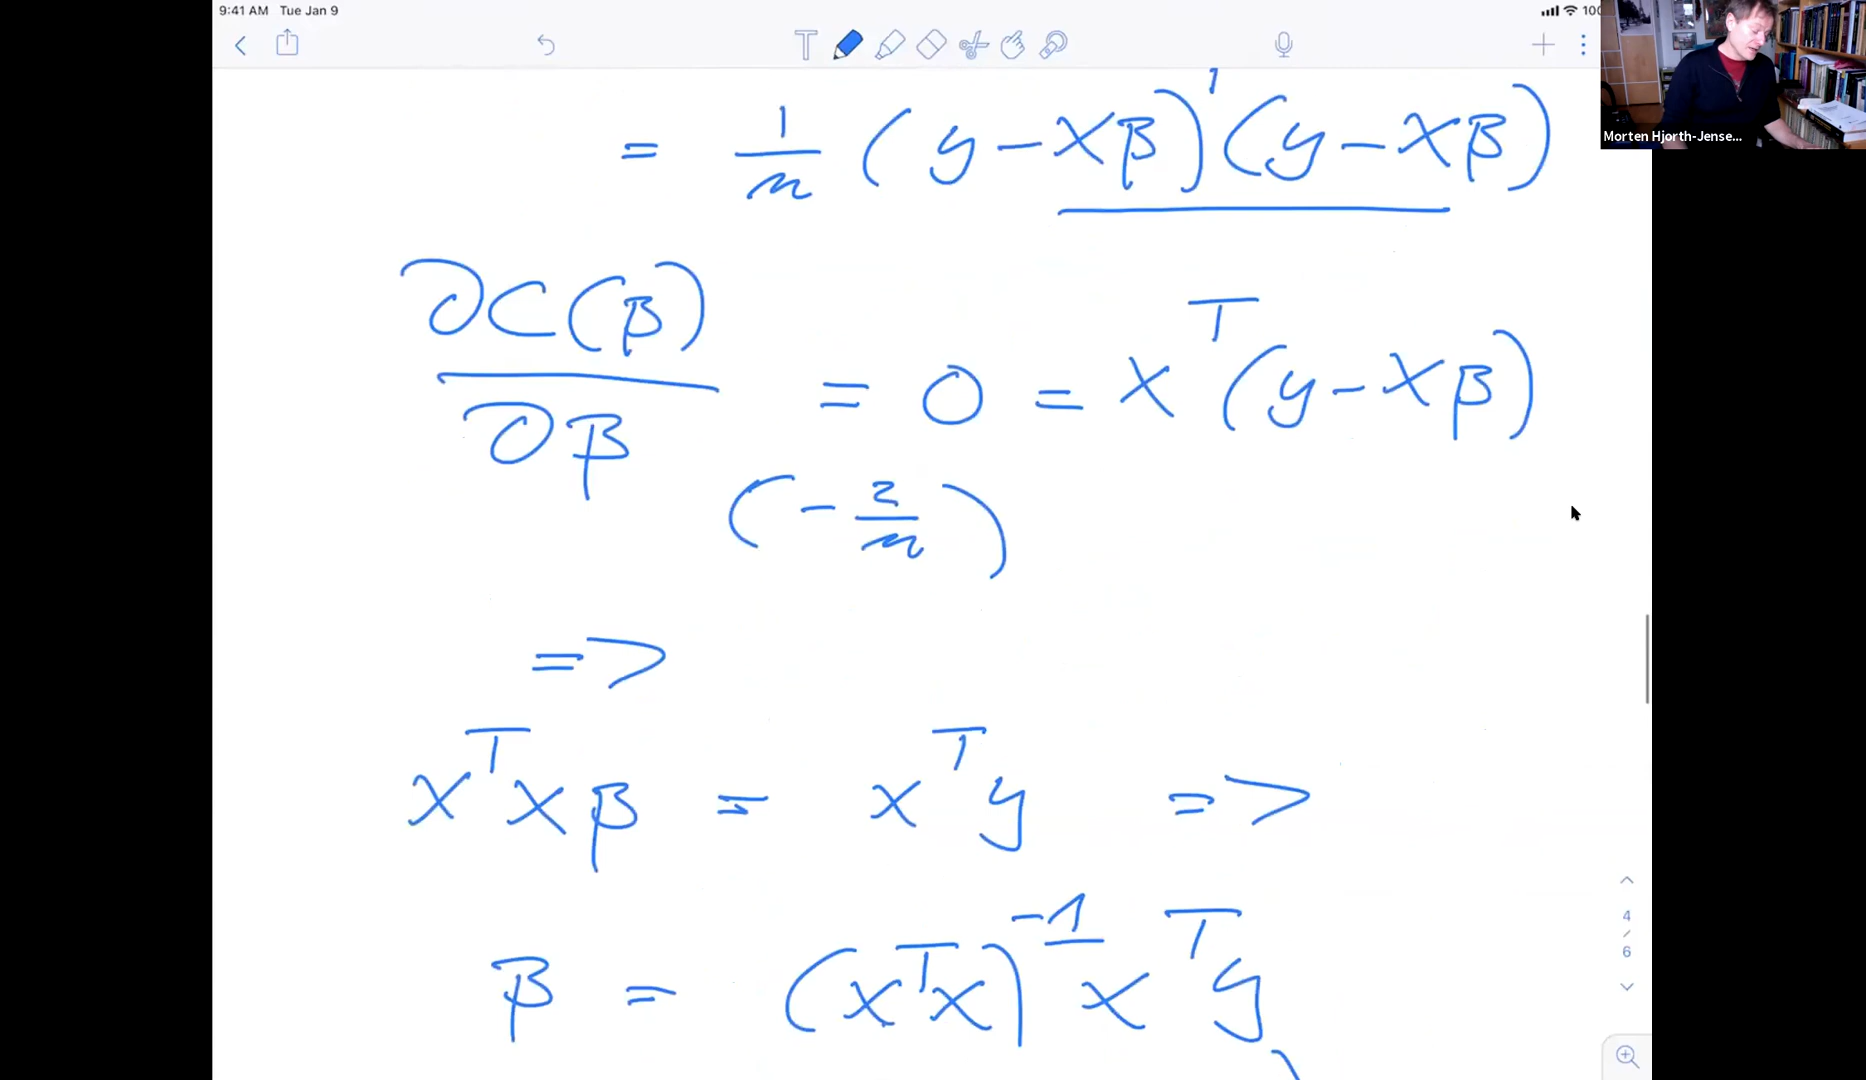 9:41 AM Tue Jan 9
= 1/n (y - Xβ)ᵀ(y - Xβ)
∂C(β)/∂β = 0 = Xᵀ(y - Xβ)
(- 2/n)
=>
XᵀXβ = Xᵀy =>
β = (XᵀX)⁻¹Xᵀy
Morten Hjorth-Jense...
4
/
6